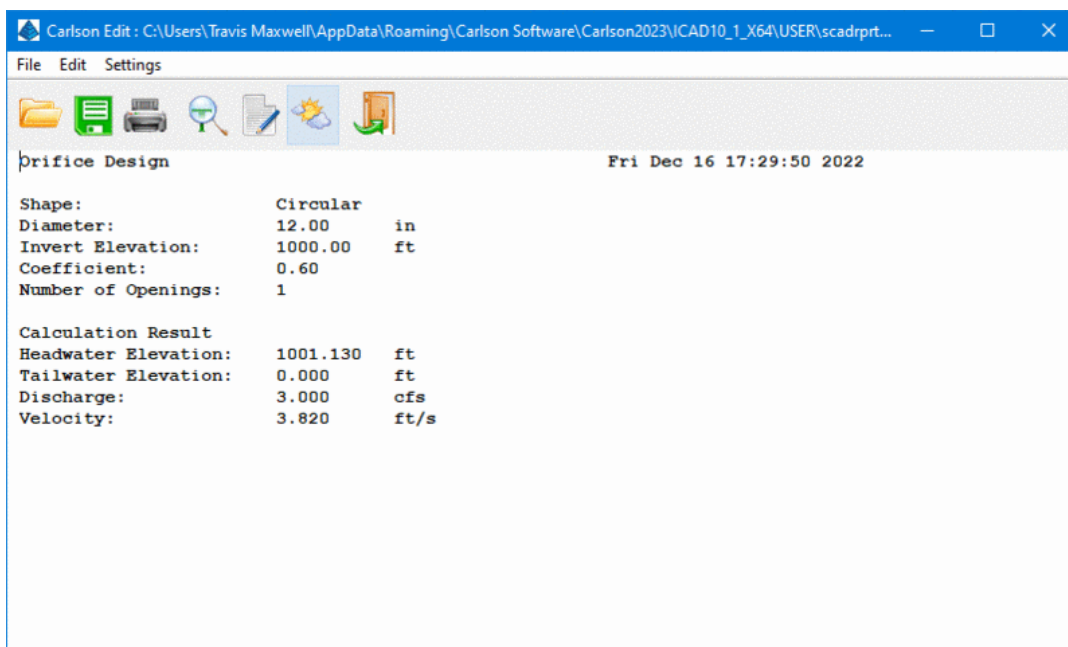 Carlson Edit : C:\Users\Travis Maxwell\AppData\Roaming\Carlson Software\Carlson2023\ICAD10_1_X64\USER\scadrprt...
File Edit Settings
Orifice Design Fri Dec 16 17:29:50 2022
Shape: Circular
Diameter: 12.00 in
Invert Elevation: 1000.00 ft
Coefficient: 0.60
Number of Openings: 1
Calculation Result
Headwater Elevation: 1001.130 ft
Tailwater Elevation: 0.000 ft
Discharge: 3.000 cfs
Velocity: 3.820 ft/s